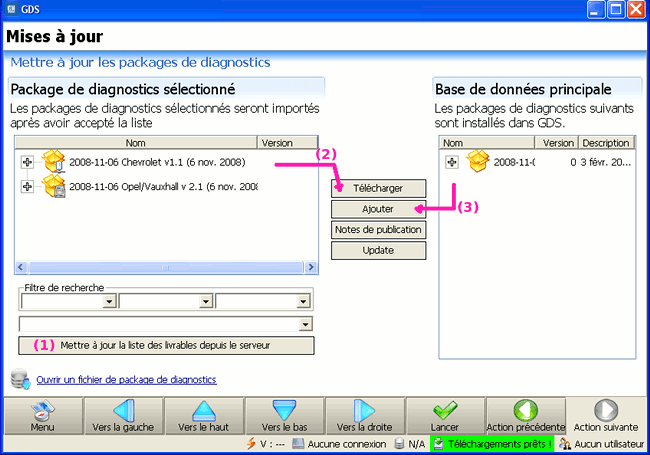 GDS
Mises à jour
Mettre à jour les packages de diagnostics
Package de diagnostics sélectionné
Les packages de diagnostics sélectionnés seront importés
après avoir accepté la liste
Nom Version
2008-11-06 Chevrolet v1.1 (6 nov. 2008)
2008-11-06 Opel/Vauxhall v 2.1 (6 nov. 200
(2)
Télécharger
Ajouter
(3)
Notes de publication
Update
Base de données principale
Les packages de diagnostics suivants
sont installés dans GDS.
Nom Version Description
2008-11-( 0 3 févr. 20...
Filtre de recherche
(1) Mettre à jour la liste des livrables depuis le serveur
Ouvrir un fichier de package de diagnostics
Menu Vers la gauche Vers le haut Vers le bas Vers la droite Lancer Action précédente Action suivante
V : --- Aucune connexion N/A Téléchargements prêts ! Aucun utilisateur